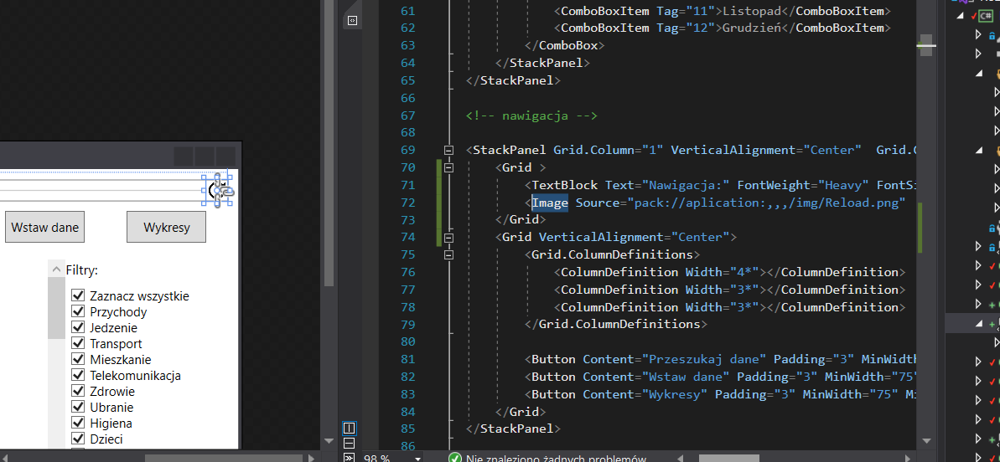 Wstaw dane
Wykresy
Filtry:
Zaznacz wszystkie
Przychody
Jedzenie
Transport
Mieszkanie
Telekomunikacja
Zdrowie
Ubranie
Higiena
Dzieci
61 <ComboBoxItem Tag="11">Listopad</ComboBoxItem>
62 <ComboBoxItem Tag="12">Grudzień</ComboBoxItem>
63 </ComboBox>
64 </StackPanel>
65 </StackPanel>
66
67 <!-- nawigacja -->
68
69 <StackPanel Grid.Column="1" VerticalAlignment="Center" Grid.C
70 <Grid >
71 <TextBlock Text="Nawigacja:" FontWeight="Heavy" FontSi
72 <Image Source="pack://aplication:,,,/img/Reload.png"
73 </Grid>
74 <Grid VerticalAlignment="Center">
75 <Grid.ColumnDefinitions>
76 <ColumnDefinition Width="4*"></ColumnDefinition>
77 <ColumnDefinition Width="3*"></ColumnDefinition>
78 <ColumnDefinition Width="3*"></ColumnDefinition>
79 </Grid.ColumnDefinitions>
80
81 <Button Content="Przeszukaj dane" Padding="3" MinWidth
82 <Button Content="Wstaw dane" Padding="3" MinWidth="75"
83 <Button Content="Wykresy" Padding="3" MinWidth="75" Mi
84 </Grid>
85 </StackPanel>
86
98 %
Nie znaleziono żadnych problemów
C#